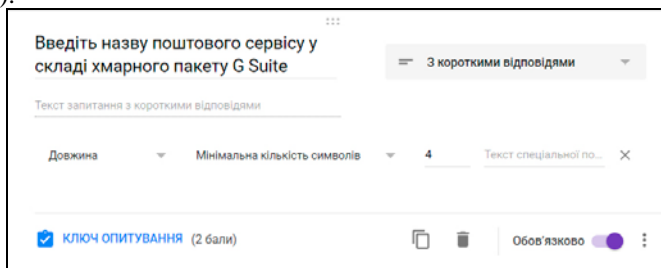 ).
Введіть назву поштового сервісу у
складі хмарного пакету G Suite
З короткими відповідями
Текст запитання з короткими відповідями
Довжина Мінімальна кількість символів 4 Текст спеціальної по...
КЛЮЧ ОПИТУВАННЯ (2 бали) Обов'язково